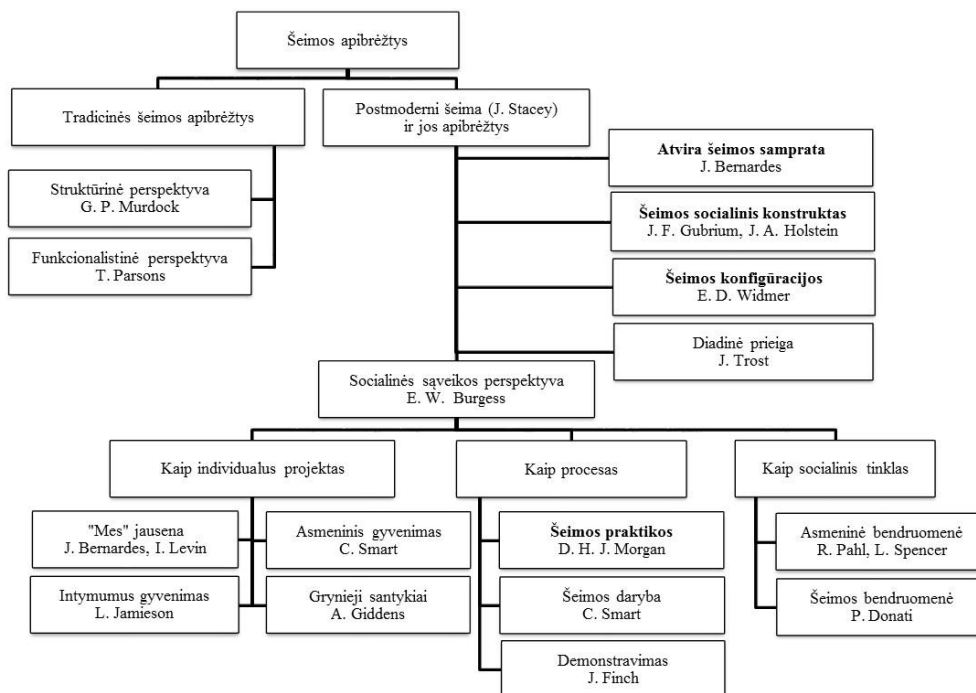 Šeimos apibrėžtys
Tradicinės šeimos apibrėžtys
Postmoderni šeima (J. Stacey)
ir jos apibrėžtys
Atvira šeimos samprata
J. Bernardes
Struktūrinė perspektyva
G. P. Murdock
Šeimos socialinis konstruktas
J. F. Gubrium, J. A. Holstein
Funkcionalistinė perspektyva
T. Parsons
Šeimos konfigūracijos
E. D. Widmer
Diadinė prieiga
J. Trost
Socialinės sąveikos perspektyva
E. W. Burgess
Kaip individualus projektas
Kaip procesas
Kaip socialinis tinklas
"Mes" jausena
J. Bernardes, I. Levin
Asmeninis gyvenimas
C. Smart
Šeimos praktikos
D. H. J. Morgan
Asmeninė bendruomenė
R. Pahl, L. Spencer
Intymumus gyvenimas
L. Jamieson
Grynieji santykiai
A. Giddens
Šeimos daryba
C. Smart
Šeimos bendruomenė
P. Donati
Demonstravimas
J. Finch